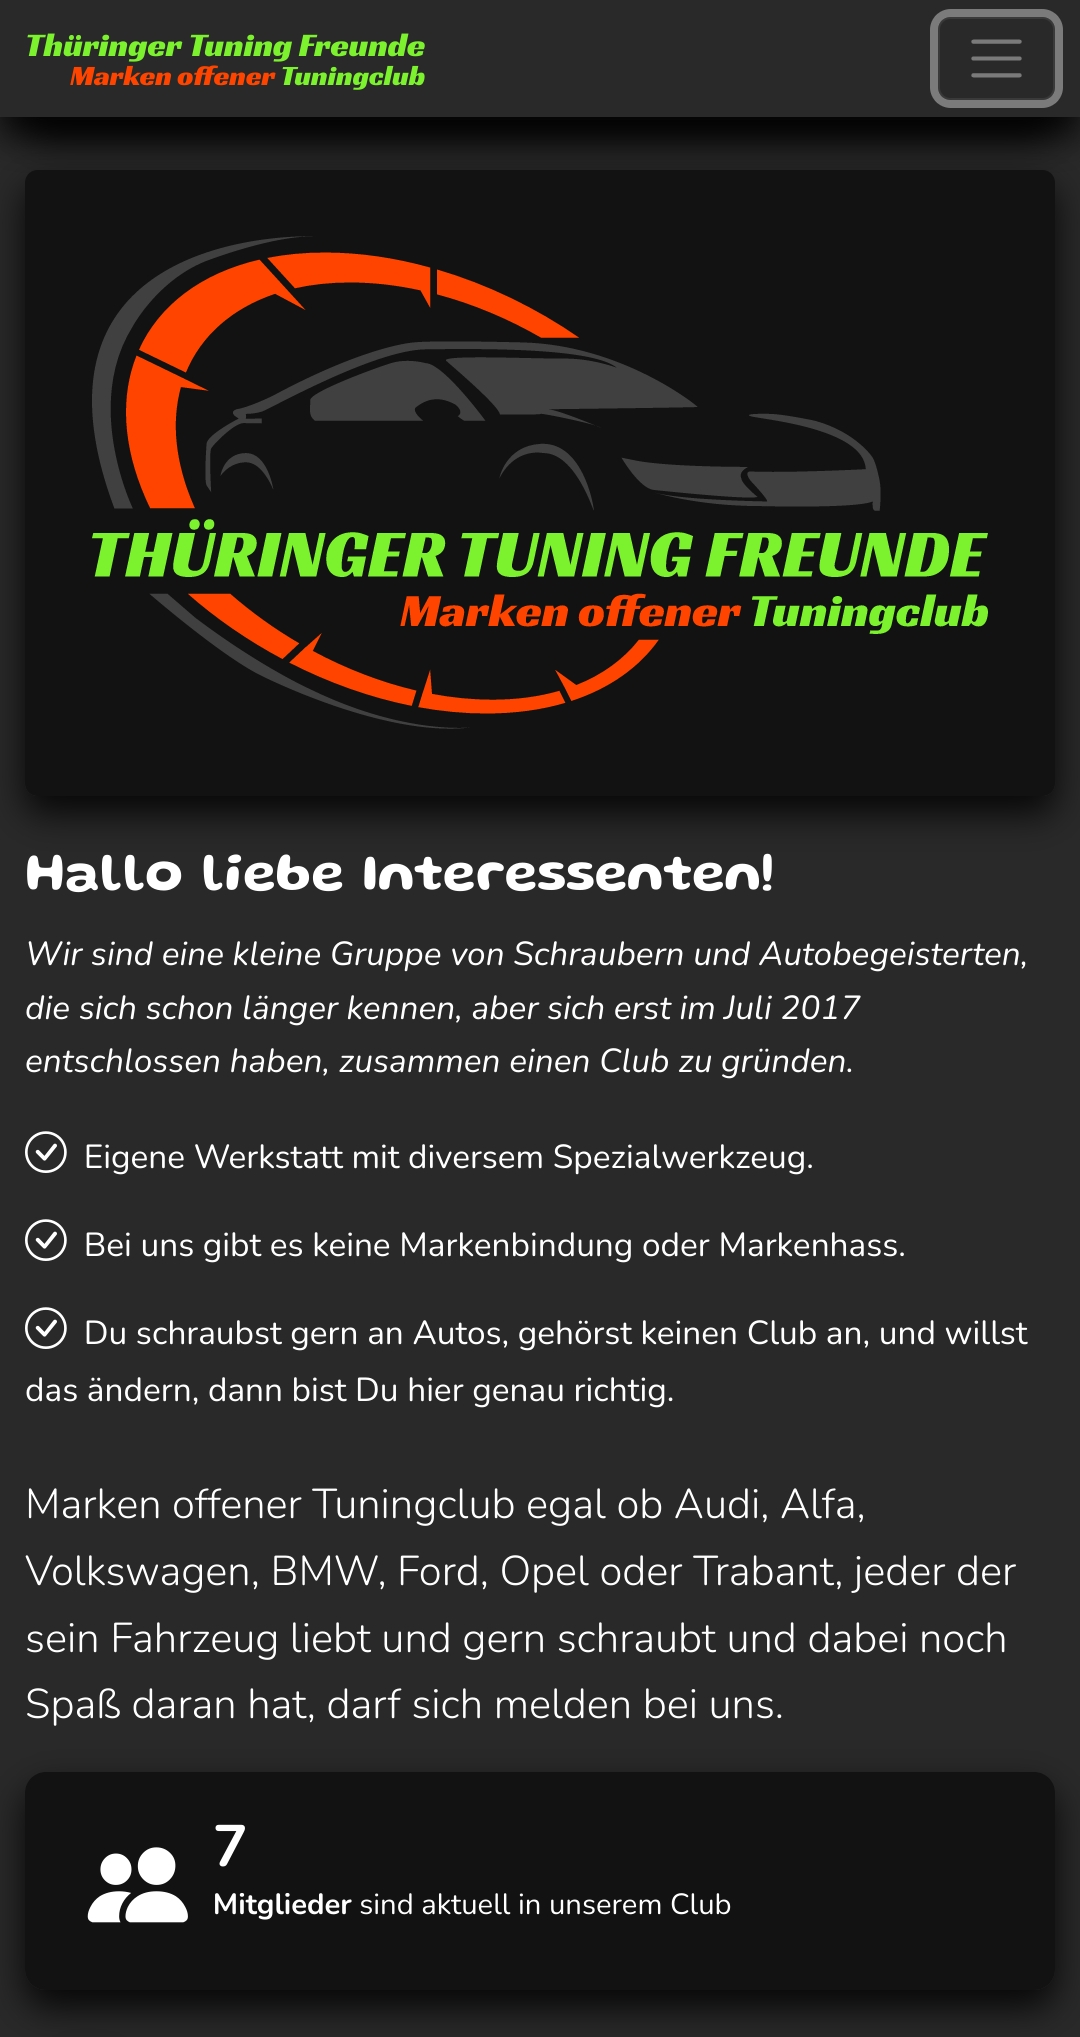 Thüringer Tuning Freunde
Marken offener Tuningclub
THÜRINGER TUNING FREUNDE
Marken offener Tuningclub
Hallo liebe Interessenten!
Wir sind eine kleine Gruppe von Schraubern und Autobegeisterten,
die sich schon länger kennen, aber sich erst im Juli 2017
entschlossen haben, zusammen einen Club zu gründen.
Eigene Werkstatt mit diversem Spezialwerkzeug.
Bei uns gibt es keine Markenbindung oder Markenhass.
Du schraubst gern an Autos, gehörst keinen Club an, und willst
das ändern, dann bist Du hier genau richtig.
Marken offener Tuningclub egal ob Audi, Alfa,
Volkswagen, BMW, Ford, Opel oder Trabant, jeder der
sein Fahrzeug liebt und gern schraubt und dabei noch
Spaß daran hat, darf sich melden bei uns.
7
Mitglieder sind aktuell in unserem Club